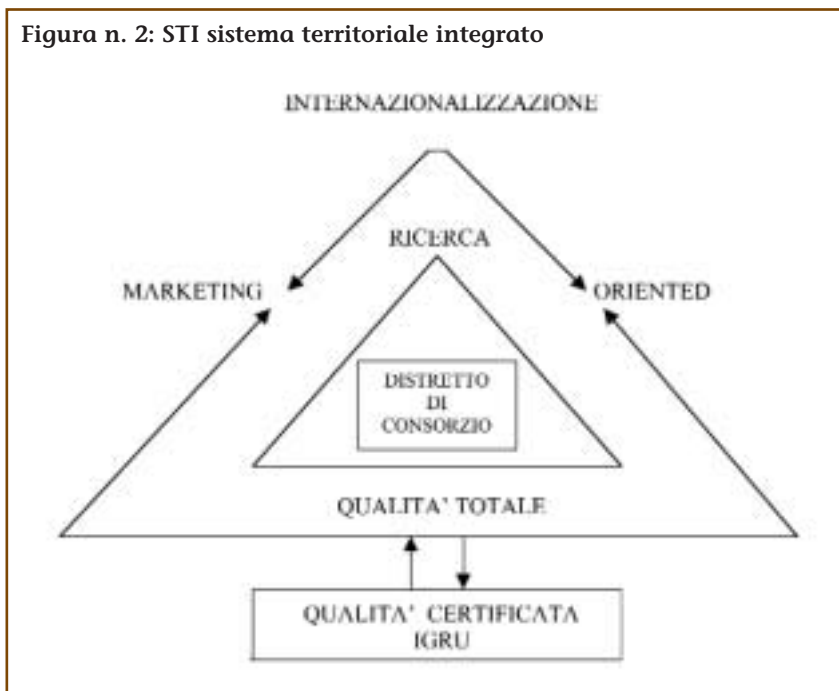 Figura n. 2: STI sistema territoriale integrato
INTERNAZIONALIZZAZIONE
RICERCA
MARKETING
ORIENTED
DISTRETTO
DI
CONSORZIO
QUALITA' TOTALE
QUALITA' CERTIFICATA
IGRU